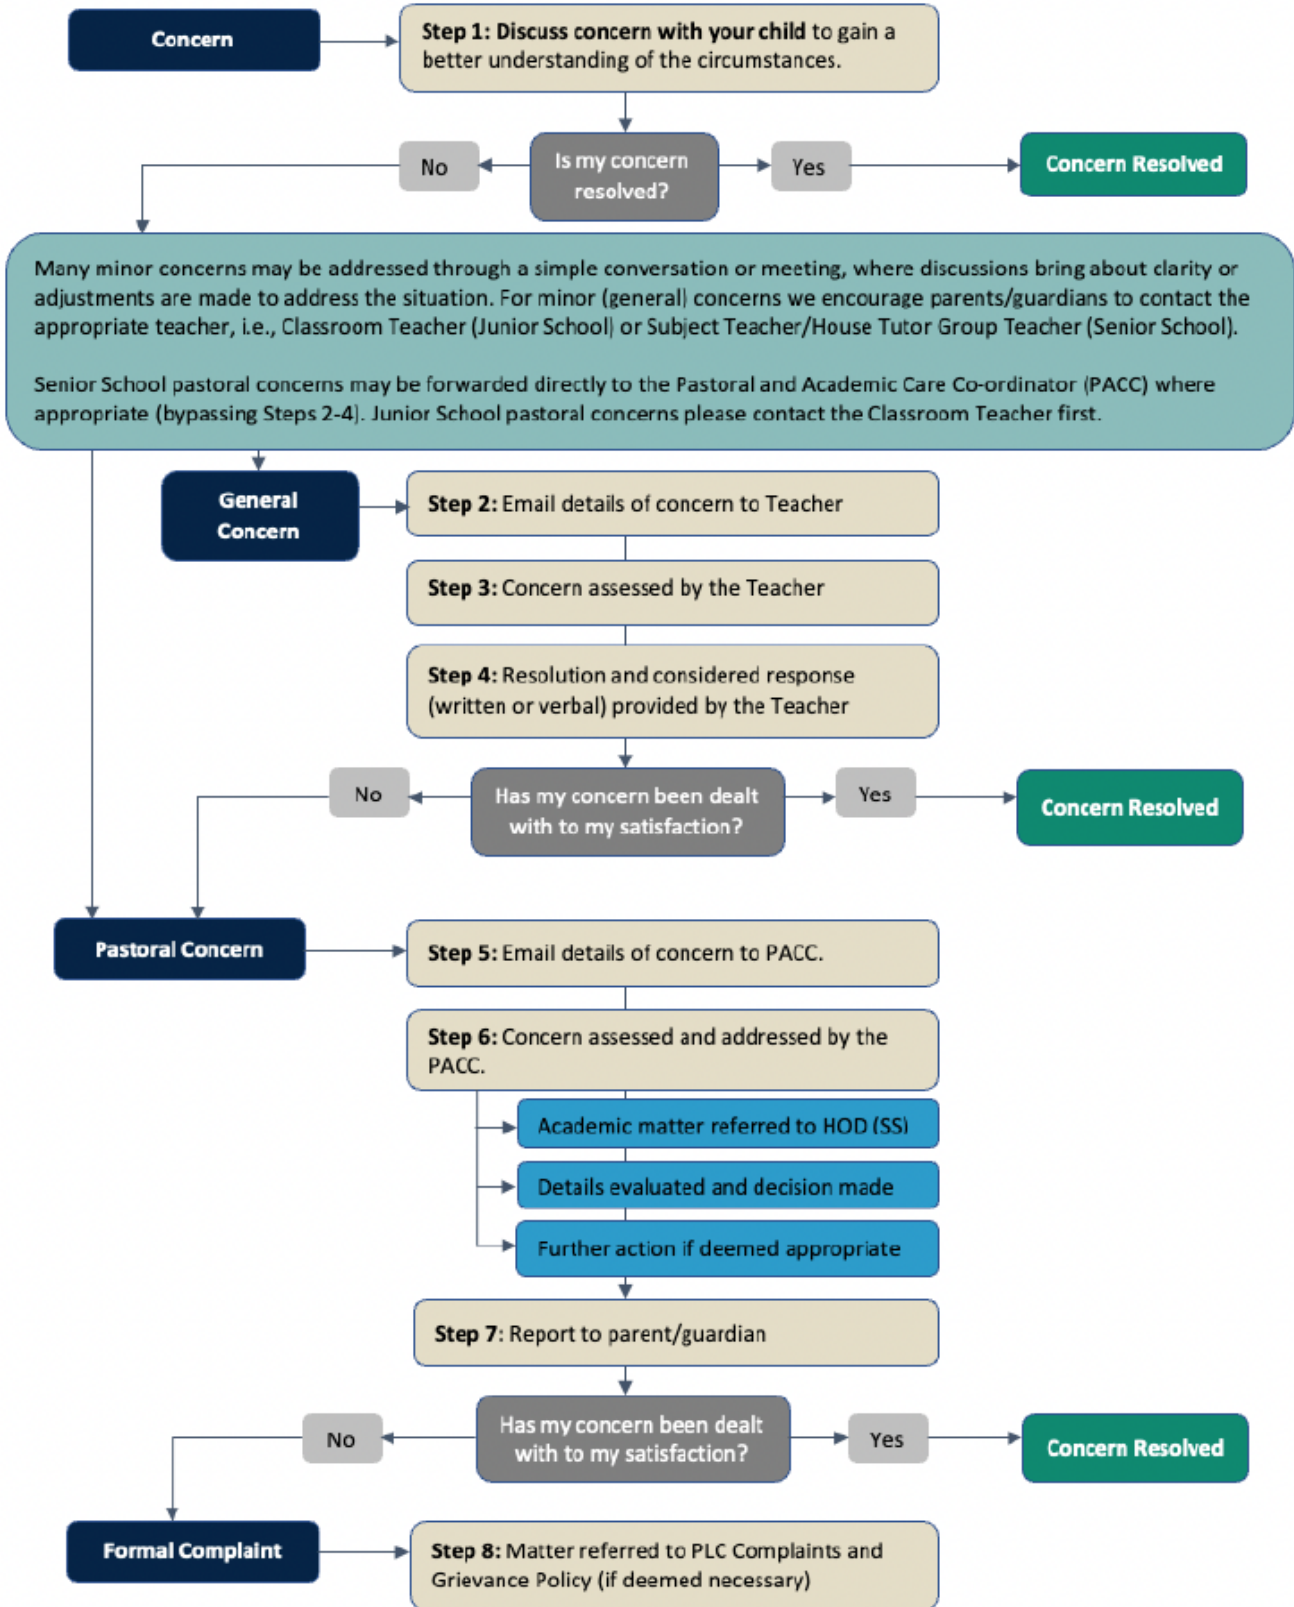 Concern
Step 1: Discuss concern with your child to gain a
better understanding of the circumstances.
No
Is my concern
resolved?
Yes
Concern Resolved
Many minor concerns may be addressed through a simple conversation or meeting, where discussions bring about clarity or
adjustments are made to address the situation. For minor (general) concerns we encourage parents/guardians to contact the
appropriate teacher, i.e., Classroom Teacher (Junior School) or Subject Teacher/House Tutor Group Teacher (Senior School).
Senior School pastoral concerns may be forwarded directly to the Pastoral and Academic Care Co-ordinator (PACC) where
appropriate (bypassing Steps 2-4). Junior School pastoral concerns please contact the Classroom Teacher first.
General
Concern
Step 2: Email details of concern to Teacher
Step 3: Concern assessed by the Teacher
Step 4: Resolution and considered response
(written or verbal) provided by the Teacher
No
Has my concern been dealt
with to my satisfaction?
Yes
Concern Resolved
Pastoral Concern
Step 5: Email details of concern to PACC.
Step 6: Concern assessed and addressed by the
PACC.
Academic matter referred to HOD (SS)
Details evaluated and decision made
Further action if deemed appropriate
Step 7: Report to parent/guardian
No
Has my concern been dealt
with to my satisfaction?
Yes
Concern Resolved
Formal Complaint
Step 8: Matter referred to PLC Complaints and
Grievance Policy (if deemed necessary)